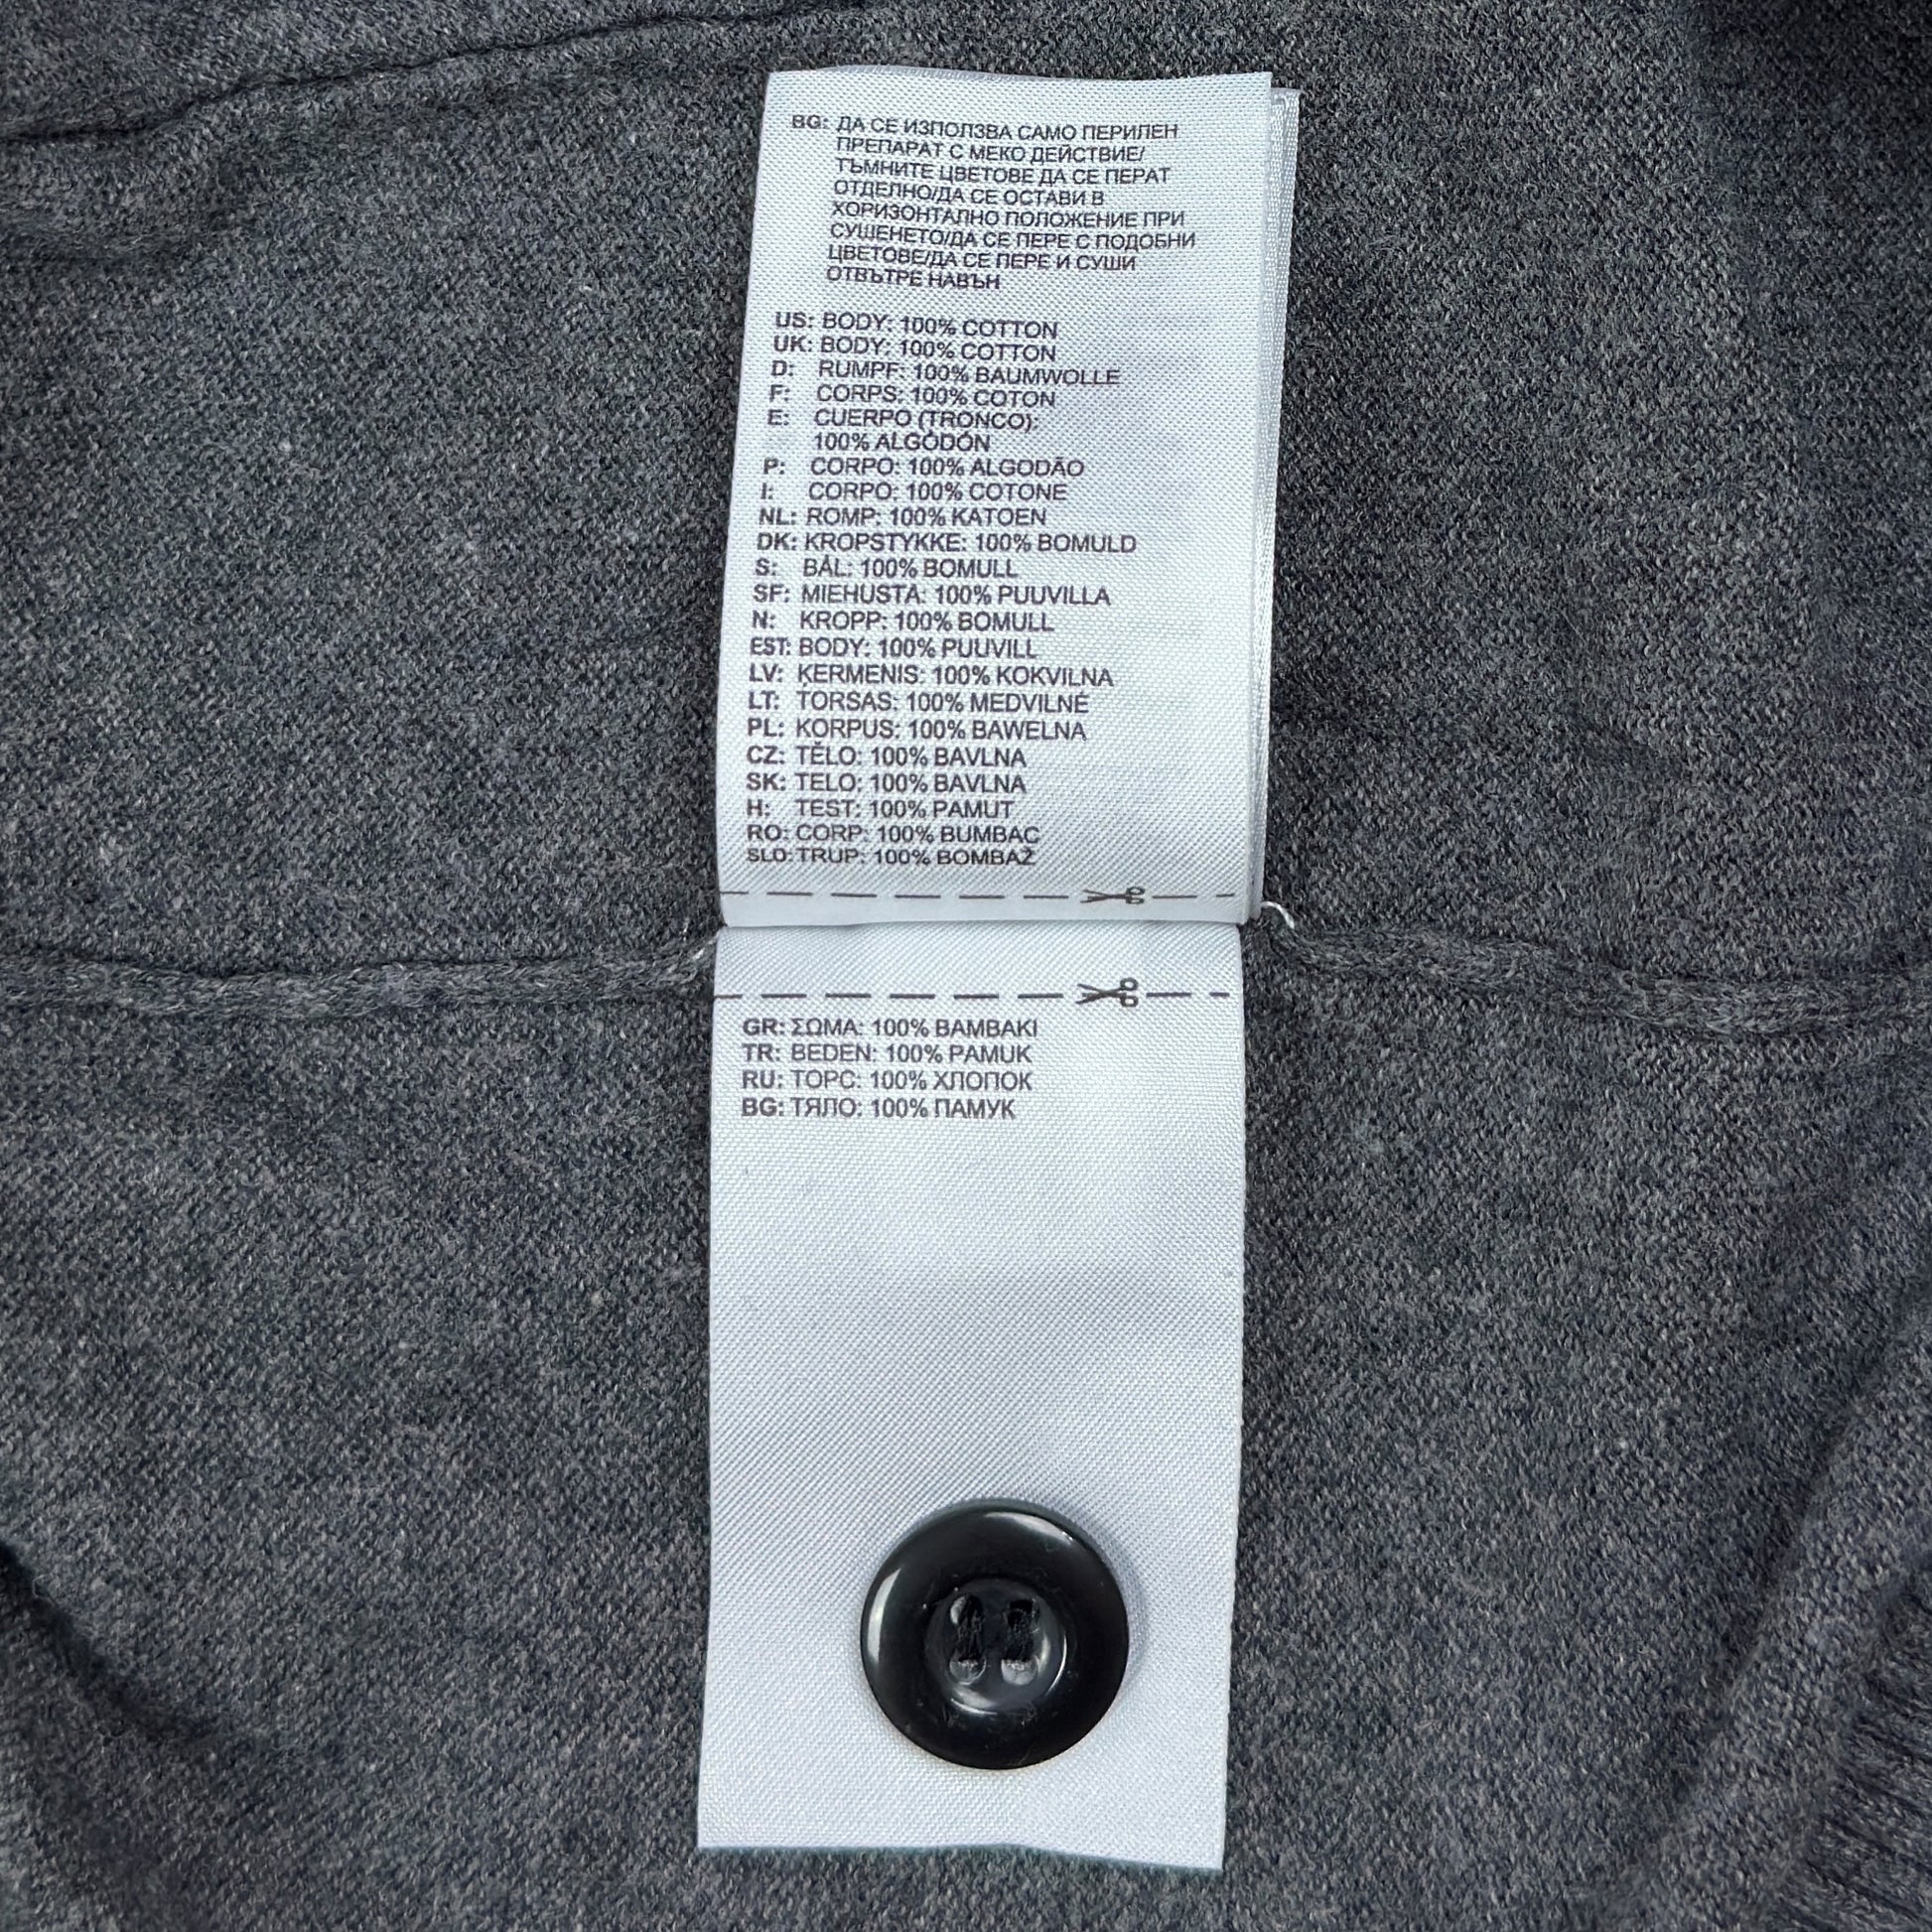 BG: ДА СЕ ИЗПОЛЗВА САМО ПЕРИЛЕН
ПРЕПАРАТ С МЕКО ДЕЙСТВИЕ/
ТЪМНИТЕ ЦВЕТОВЕ ДА СЕ ПЕРАТ
ОТДЕЛНО/ДА СЕ ОСТАВИ В
ХОРИЗОНТАЛНО ПОЛОЖЕНИЕ ПРИ
СУШЕНЕТО/ДА СЕ ПЕРЕ С ПОДОБНИ
ЦВЕТОВЕ/ДА СЕ ПЕРЕ И СУШИ
ОТВЪТРЕ НАВЪН
US: BODY: 100% COTTON
UK: BODY: 100% COTTON
D: RUMPF: 100% BAUMWOLLE
F: CORPS: 100% COTON
E: CUERPO (TRONCO):
100% ALGODÓN
P: CORPO: 100% ALGODÃO
I: CORPO: 100% COTONE
NL: ROMP: 100% KATOEN
DK: KROPSTYKKE: 100% BOMULD
S: BÅL: 100% BOMULL
SF: MIEHUSTA: 100% PUUVILLA
N: KROPP: 100% BOMULL
EST: BODY: 100% PUUVILL
LV: ĶERMENIS: 100% KOKVILNA
LT: TORSAS: 100% MEDVILNĖ
PL: KORPUS: 100% BAWEŁNA
CZ: TĚLO: 100% BAVLNA
SK: TELO: 100% BAVLNA
H: TEST: 100% PAMUT
RO: CORP: 100% BUMBAC
SLO: TRUP: 100% BOMBAŽ
GR: ΣΩΜΑ: 100% ΒΑΜΒΑΚΙ
TR: BEDEN: 100% PAMUK
RU: ТОРС: 100% ХЛОПОК
BG: ТЯЛО: 100% ПАМУК